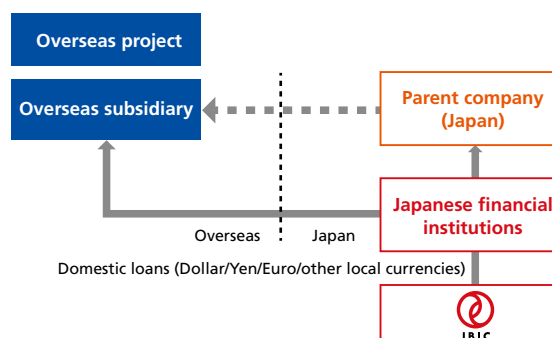 Overseas project
Overseas subsidiary
Parent company
(Japan)
Japanese financial
institutions
Overseas
Japan
Domestic loans (Dollar/Yen/Euro/other local currencies)
JBIC